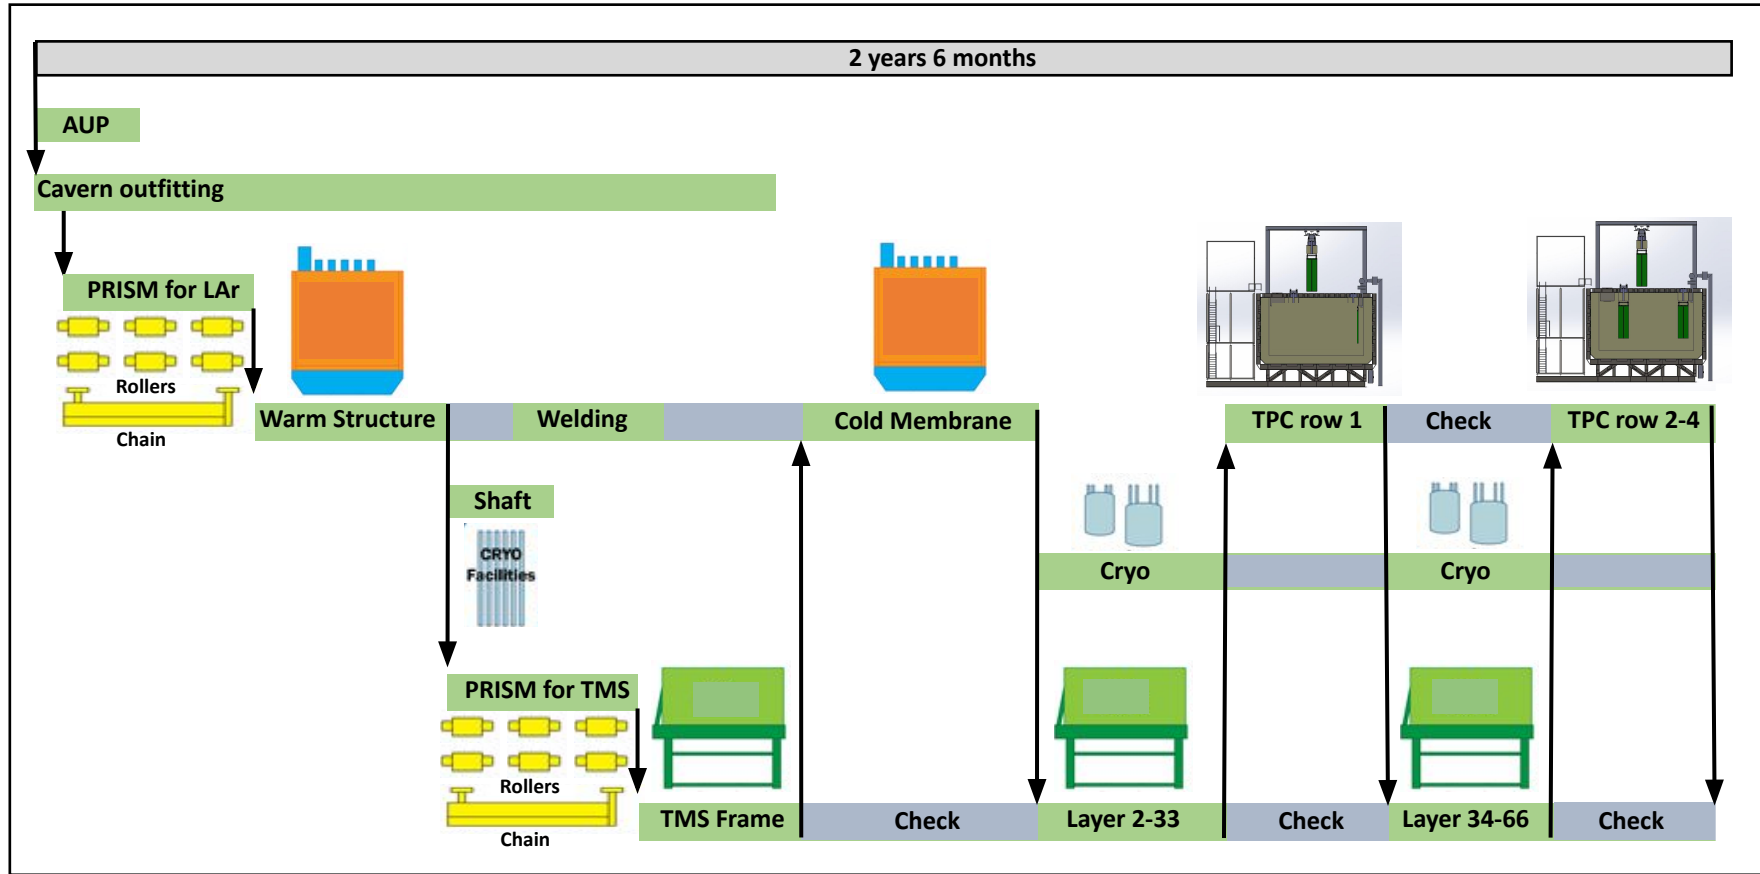 2 years 6 months
AUP
Cavern outfitting
PRISM for LAr
Rollers
Chain
Warm Structure
Welding
Cold Membrane
TPC row 1
Check
TPC row 2-4
Shaft
CRYO
Facilities
Cryo
Cryo
PRISM for TMS
Rollers
Chain
TMS Frame
Check
Layer 2-33
Check
Layer 34-66
Check